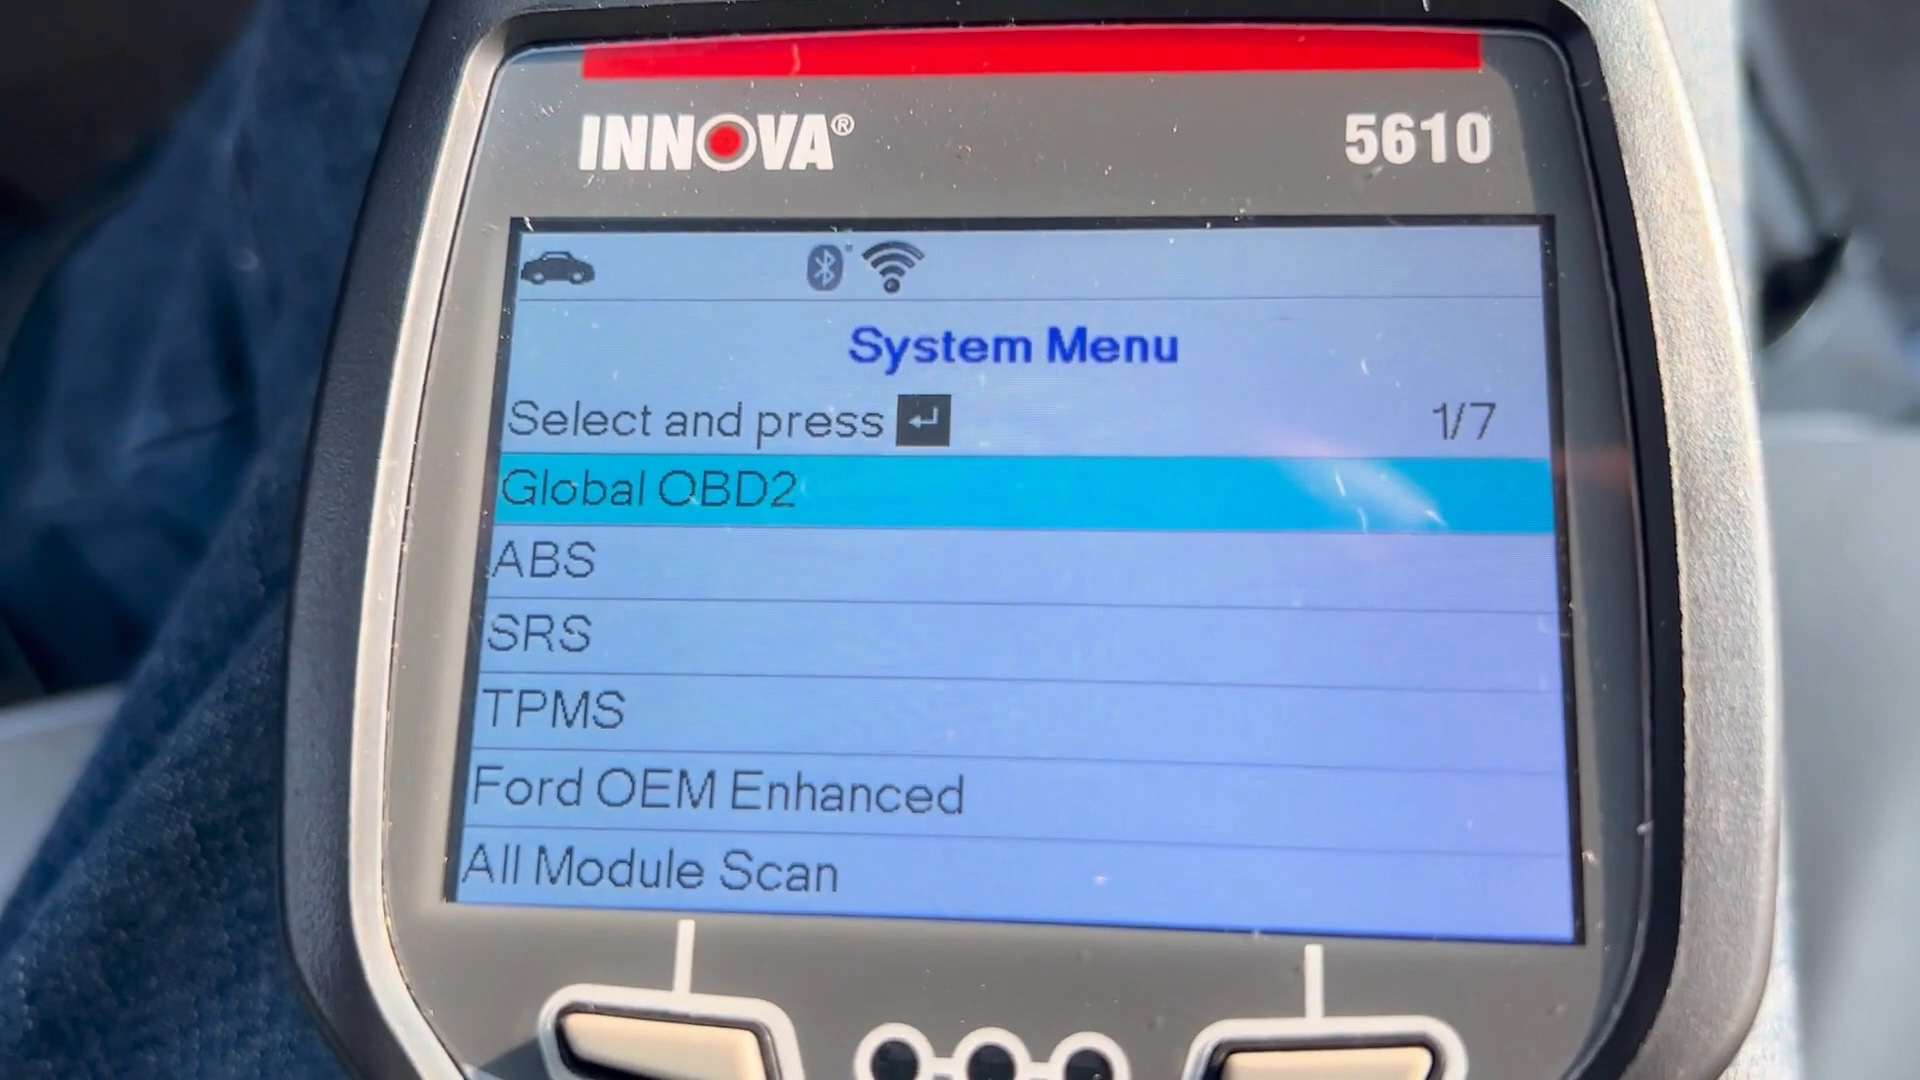 INNOVA®
5610
System Menu
Select and press
1/7
Global OBD2
ABS
SRS
TPMS
Ford OEM Enhanced
All Module Scan